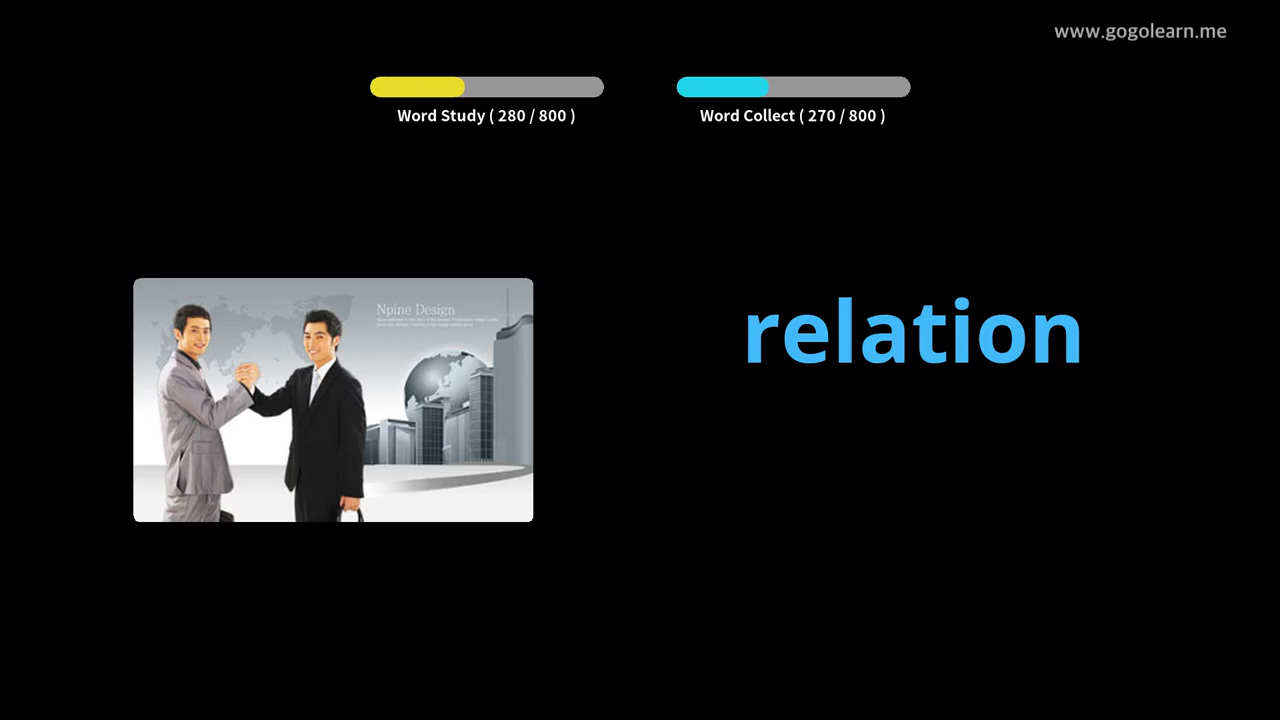 www.gogolearn.me
Word Study ( 280 / 800 )
Word Collect ( 270 / 800 )
Npine Design
relation